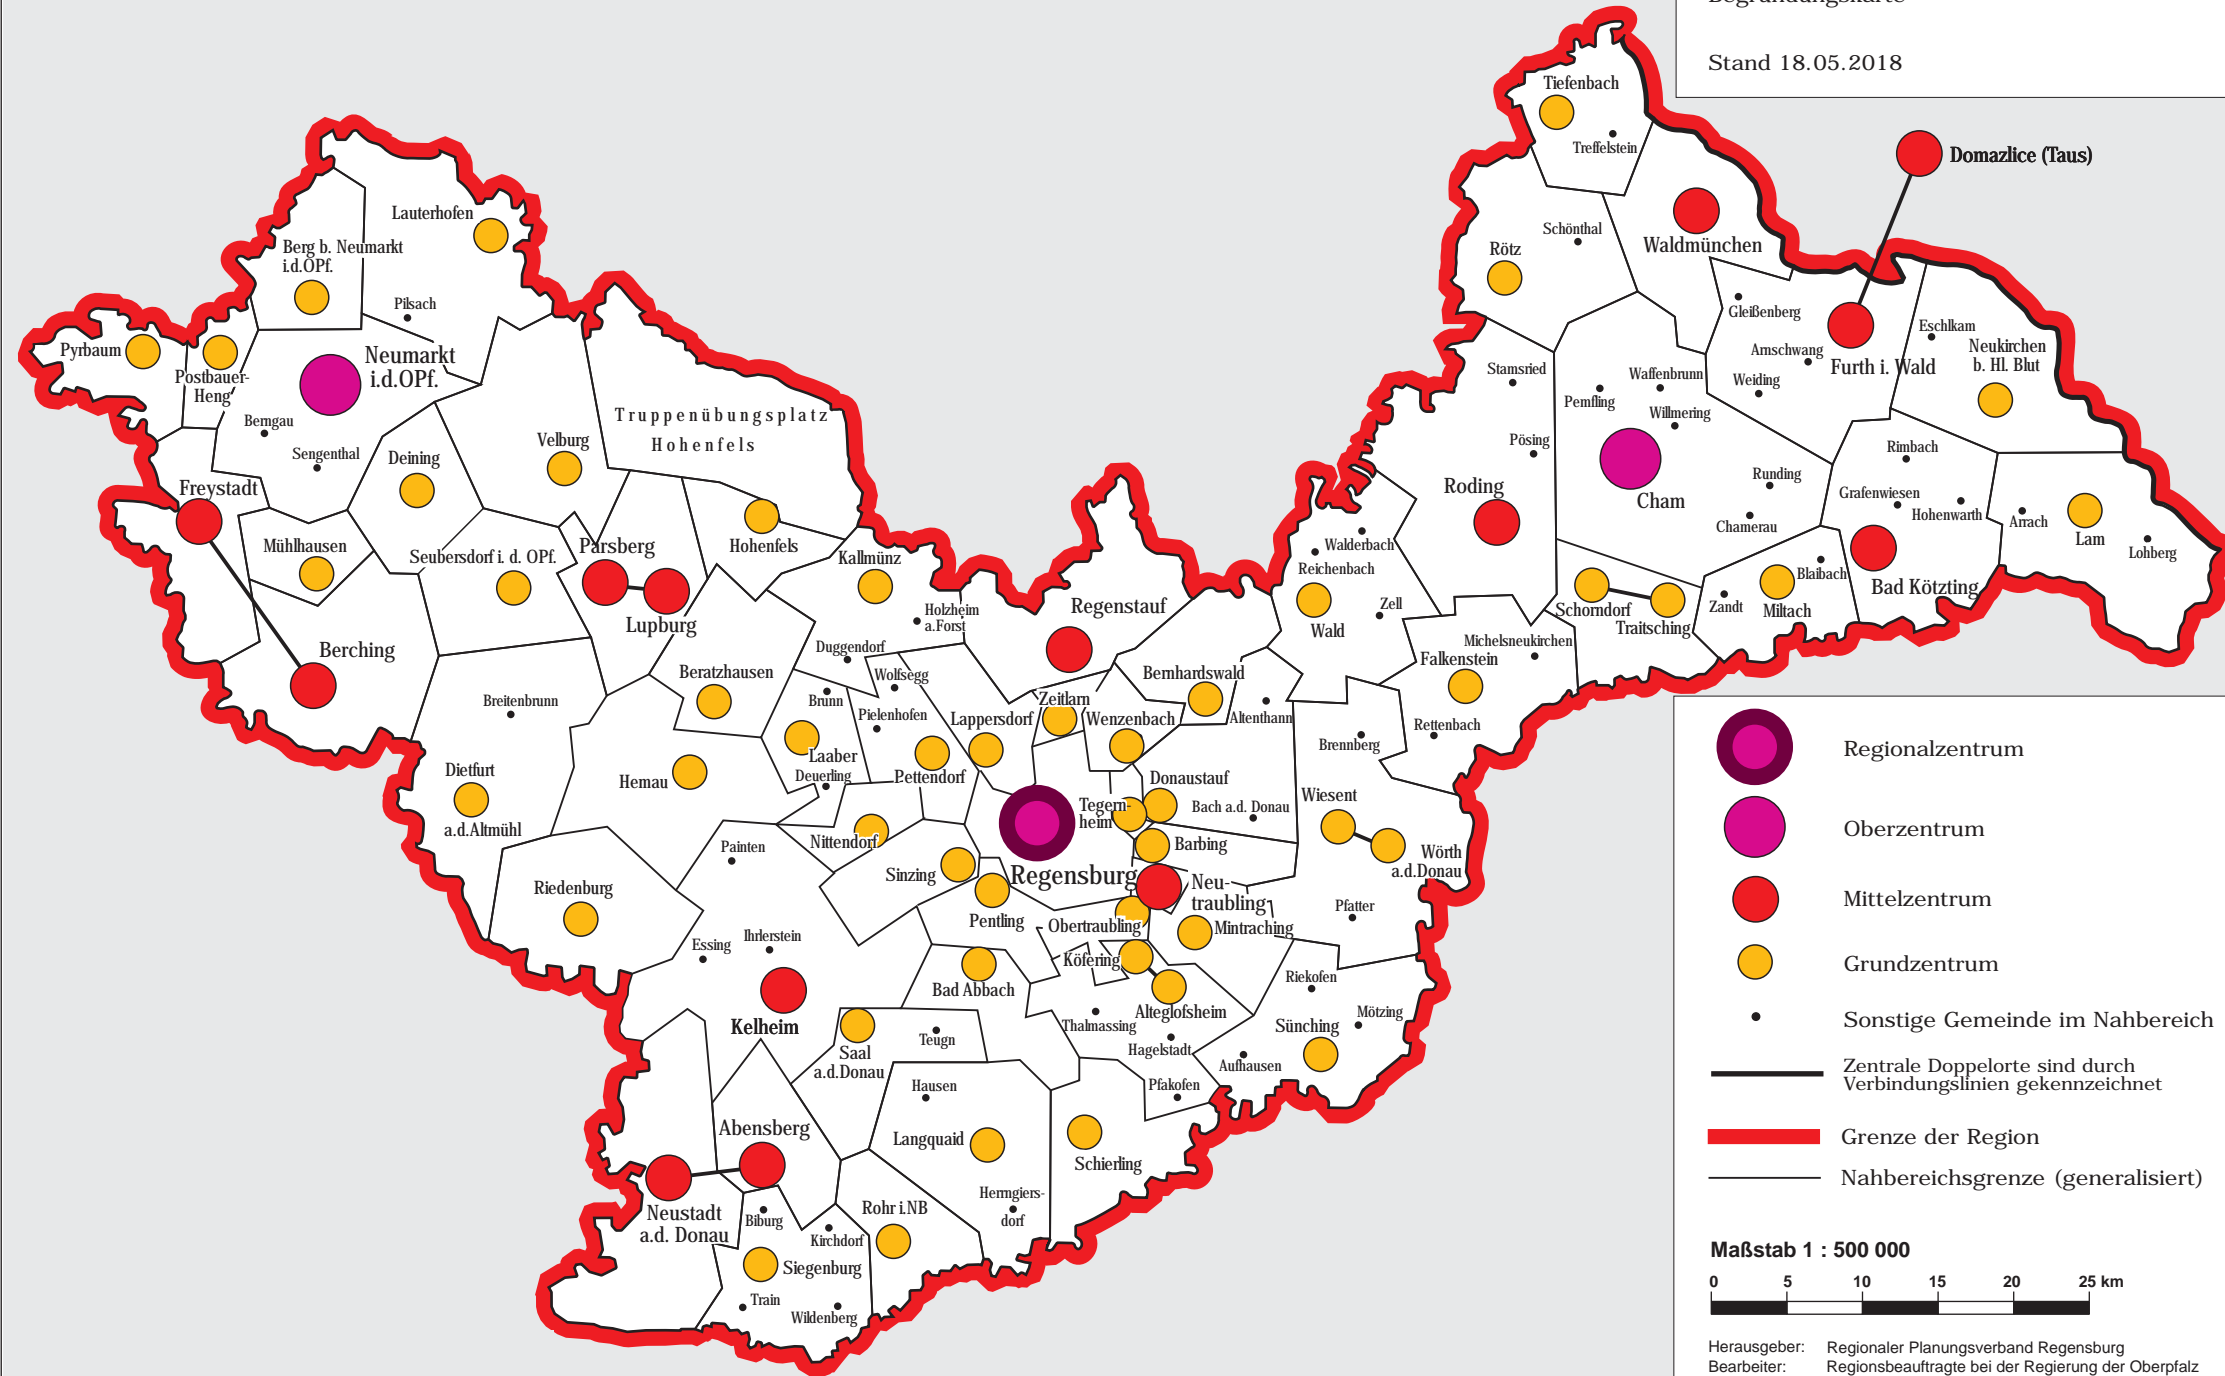 Stand 18.05.2018
Tiefenbach
Treffelstein
Domazlice (Taus)
Lauterhofen
Berg b. Neumarkt
i.d.OPf.
Schönthal
Rötz
Waldmünchen
Pilsach
Gleißenberg
Eschlkam
Pyrbaum
Postbauer-
Heng
Neumarkt
i.d.OPf.
Arnschwang
Furth i. Wald
Neukirchen
b. Hl. Blut
Stamsried
Waffenbrunn
Weiding
Pemfling
Willmering
Berngau
Sengenthal
Deining
Velburg
Truppenübungsplatz
Hohenfels
Pösing
Rimbach
Freystadt
Roding
Cham
Runding
Grafenwiesen
Hohenwarth
Chamerau
Arrach
Lam
Lohberg
Mühlhausen
Seubersdorf i. d. OPf.
Parsberg
Hohenfels
Kallmünz
Walderbach
Reichenbach
Blaibach
Bad Kötzting
Lupburg
Holzheim
a.Forst
Regenstauf
Wald
Zell
Schorndorf
Traitsching
Zandt
Miltach
Berching
Duggendorf
Michelsneukirchen
Falkenstein
Beratzhausen
Wolfsegg
Bernhardswald
Breitenbrunn
Brunn
Zeitlarn
Pielenhofen
Lappersdorf
Wenzenbach
Altenthann
Rettenbach
Brennberg
Laaber
Deuerling
Pettendorf
Hemau
Dietfurt
a.d.Altmühl
Donaustauf
Tegern-
heim
Bach a.d. Donau
Wiesent
Nittendorf
Painten
Barbing
Wörth
a.d.Donau
Sinzing
Regensburg
Neu-
traubling
Riedenburg
Pentling
Obertraubling
Mintraching
Pfatter
Essing
Ihrlerstein
Köfering
Bad Abbach
Riekofen
Kelheim
Alteglofsheim
Thalmassing
Sünching
Mötzing
Saal
a.d.Donau
Teugn
Hagelstadt
Aufhausen
Hausen
Pfakofen
Abensberg
Langquaid
Schierling
Neustadt
a.d. Donau
Biburg
Kirchdorf
Rohr i.NB
Herrngiers-
dorf
Siegenburg
Train
Wildenberg
Regionalzentrum
Oberzentrum
Mittelzentrum
Grundzentrum
Sonstige Gemeinde im Nahbereich
Zentrale Doppelorte sind durch
Verbindungslinien gekennzeichnet
Grenze der Region
Nahbereichsgrenze (generalisiert)
Maßstab 1 : 500 000
0 5 10 15 20 25 km
Herausgeber: Regionaler Planungsverband Regensburg
Bearbeiter: Regionsbeauftragte bei der Regierung der Oberpfalz